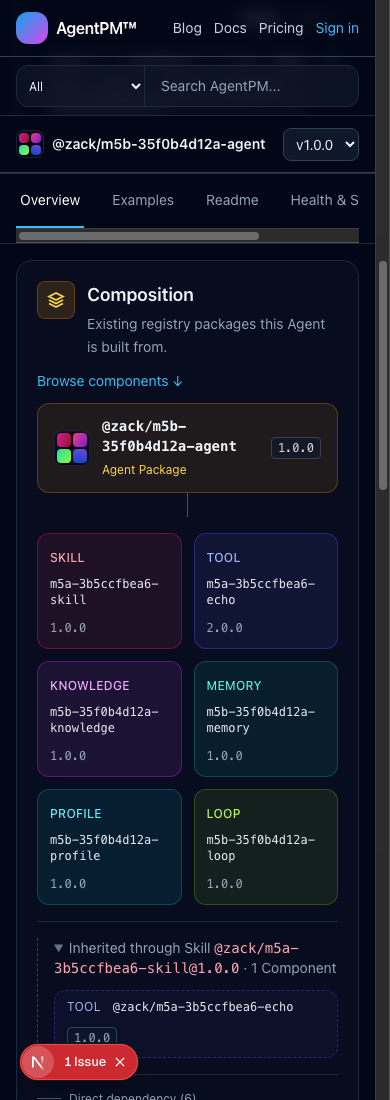 AgentPM™ Blog Docs Pricing Sign in
All Search AgentPM...
@zack/m5b-35f0b4d12a-agent v1.0.0
Overview Examples Readme Health & S
Composition
Existing registry packages this Agent
is built from.
Browse components ↓
@zack/m5b-
35f0b4d12a-agent
1.0.0
Agent Package
SKILL
m5a-3b5ccfbea6-
skill
1.0.0
TOOL
m5a-3b5ccfbea6-
echo
2.0.0
KNOWLEDGE
m5b-35f0b4d12a-
knowledge
1.0.0
MEMORY
m5b-35f0b4d12a-
memory
1.0.0
PROFILE
m5b-35f0b4d12a-
profile
1.0.0
LOOP
m5b-35f0b4d12a-
loop
1.0.0
▼ Inherited through Skill @zack/m5a-
3b5ccfbea6-skill@1.0.0 · 1 Component
TOOL @zack/m5a-3b5ccfbea6-echo
1.0.0
N 1 Issue ×
Direct dependency (6)